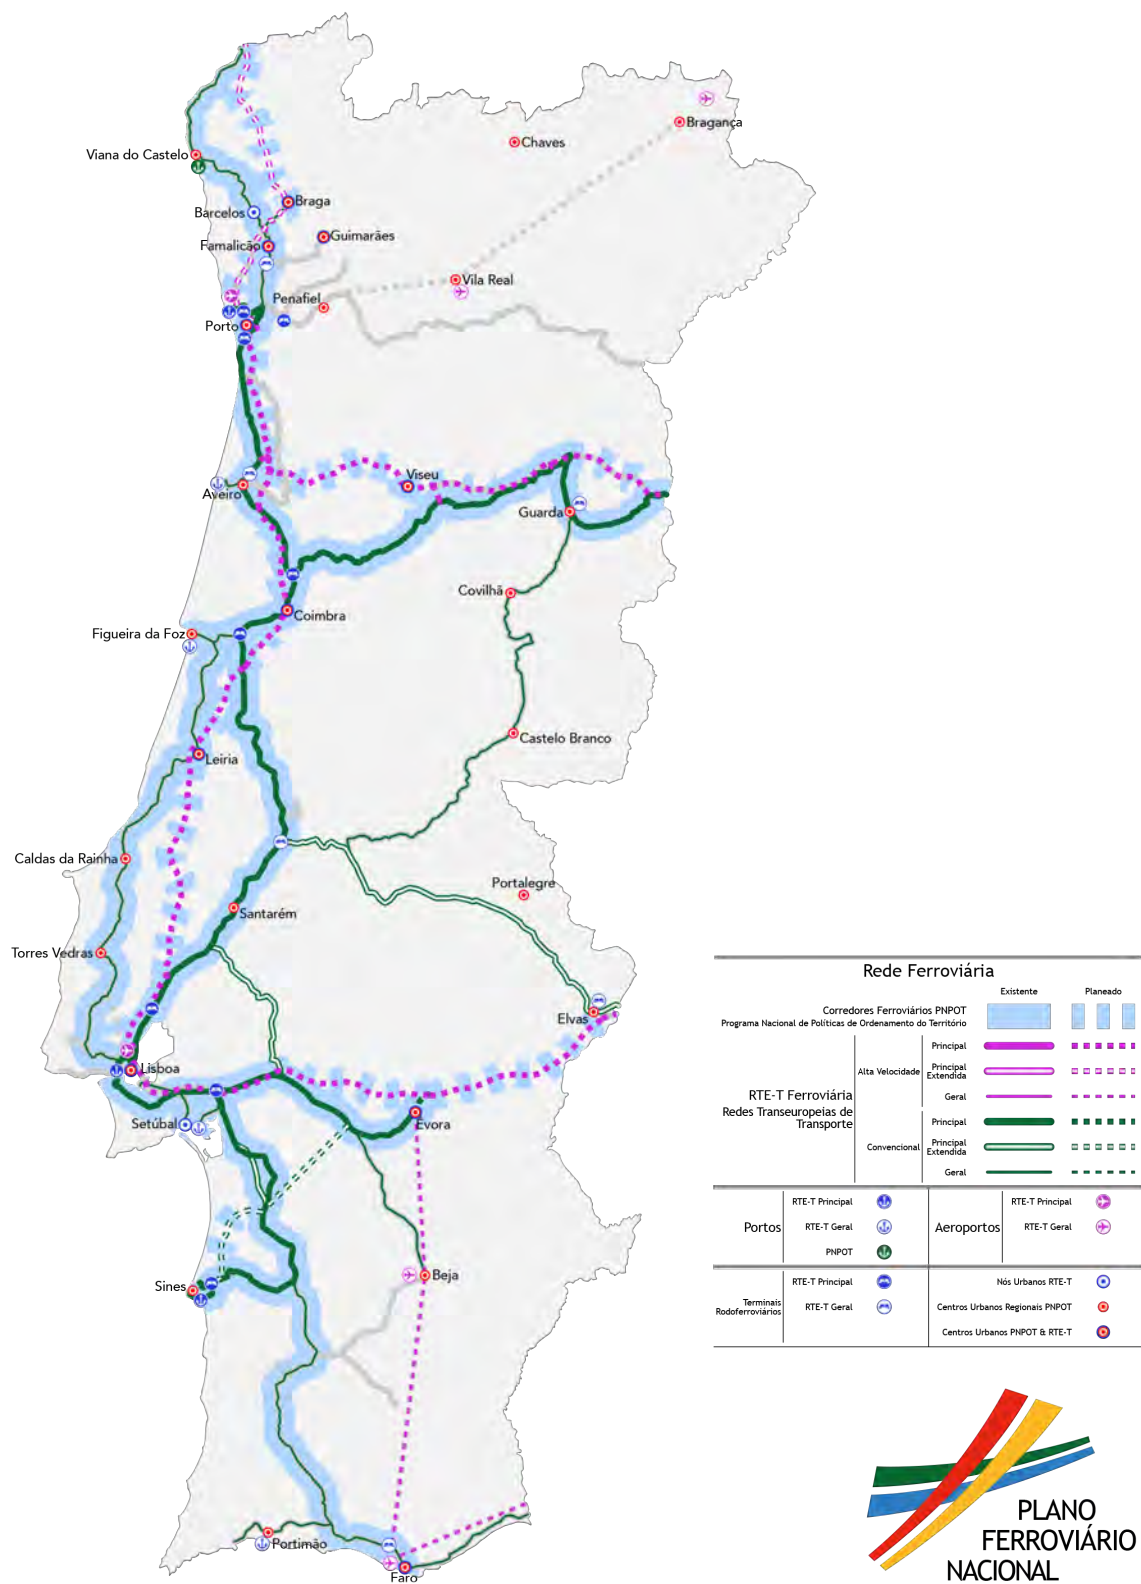 Bragança
Chaves
Viana do Castelo
Braga
Barcelos
Guimarães
Famalicão
Vila Real
Penafiel
Porto
Viseu
Aveiro
Guarda
Covilhã
Coimbra
Figueira da Foz
Castelo Branco
Leiria
Caldas da Rainha
Portalegre
Santarém
Torres Vedras
Elvas
Lisboa
Setúbal
Évora
Beja
Sines
Portimão
Faro
Rede Ferroviária
Existente
Planeado
Corredores Ferroviários PNPOT
Programa Nacional de Políticas de Ordenamento do Território
RTE-T Ferroviária
Redes Transeuropeias de
Transporte
Alta Velocidade
Principal
Principal
Extendida
Geral
Convencional
Principal
Principal
Extendida
Geral
Portos
RTE-T Principal
RTE-T Geral
PNPOT
Aeroportos
RTE-T Principal
RTE-T Geral
Terminais
Rodoferroviários
RTE-T Principal
RTE-T Geral
Nós Urbanos RTE-T
Centros Urbanos Regionais PNPOT
Centros Urbanos PNPOT & RTE-T
PLANO
FERROVIÁRIO
NACIONAL